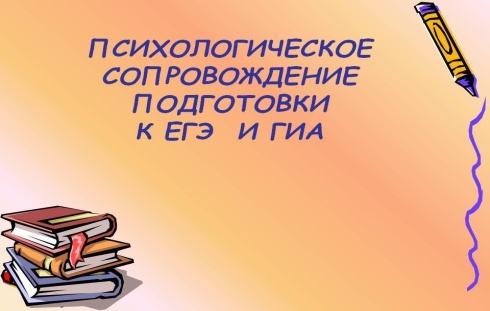 ПСИХОЛОГИЧЕСКОЕ
СОПРОВОЖДЕНИЕ
ПОДГОТОВКИ
К ЕГЭ И ГИА